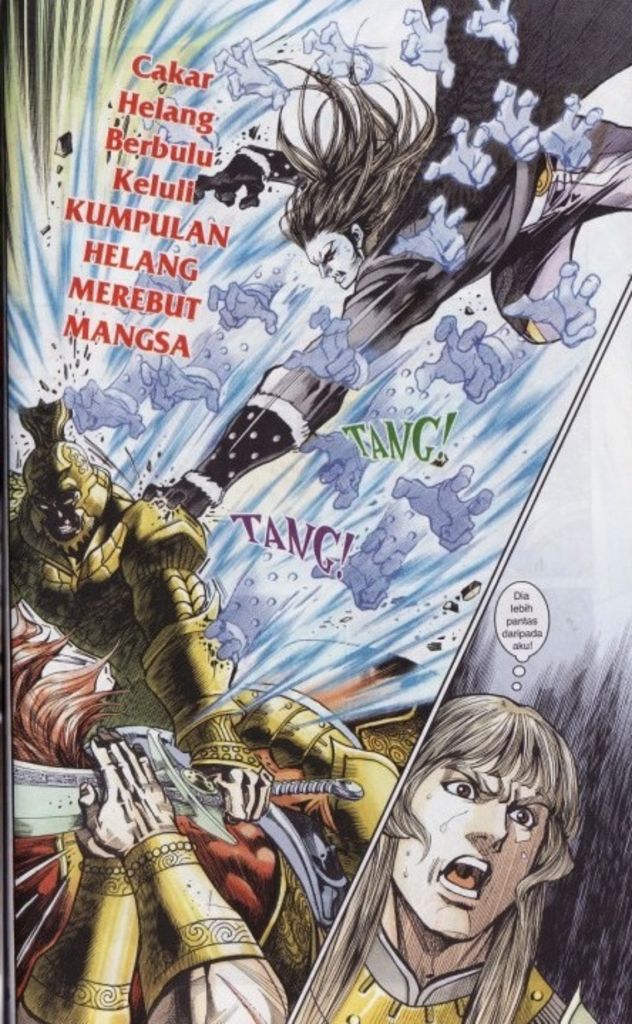 Cakar
Helang
Berbulu
Keluli
KUMPULAN
HELANG
MEREBUT
MANGSA
TANG!
TANG!
Dia
lebih
pantas
daripada
aku!